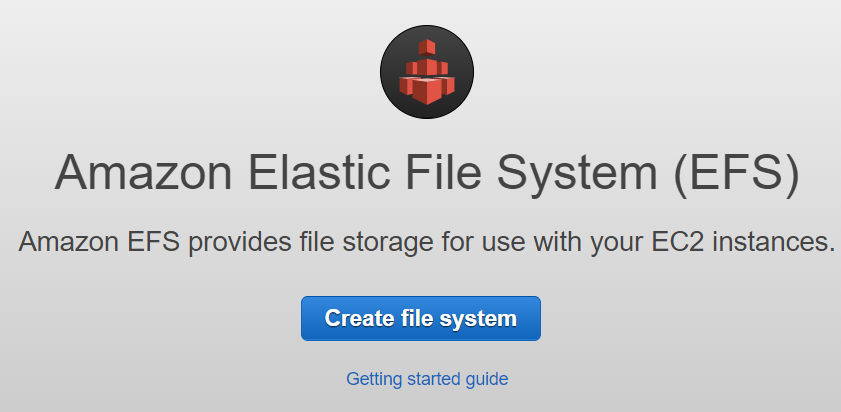 Amazon Elastic File System (EFS)
Amazon EFS provides file storage for use with your EC2 instances.
Create file system
Getting started guide